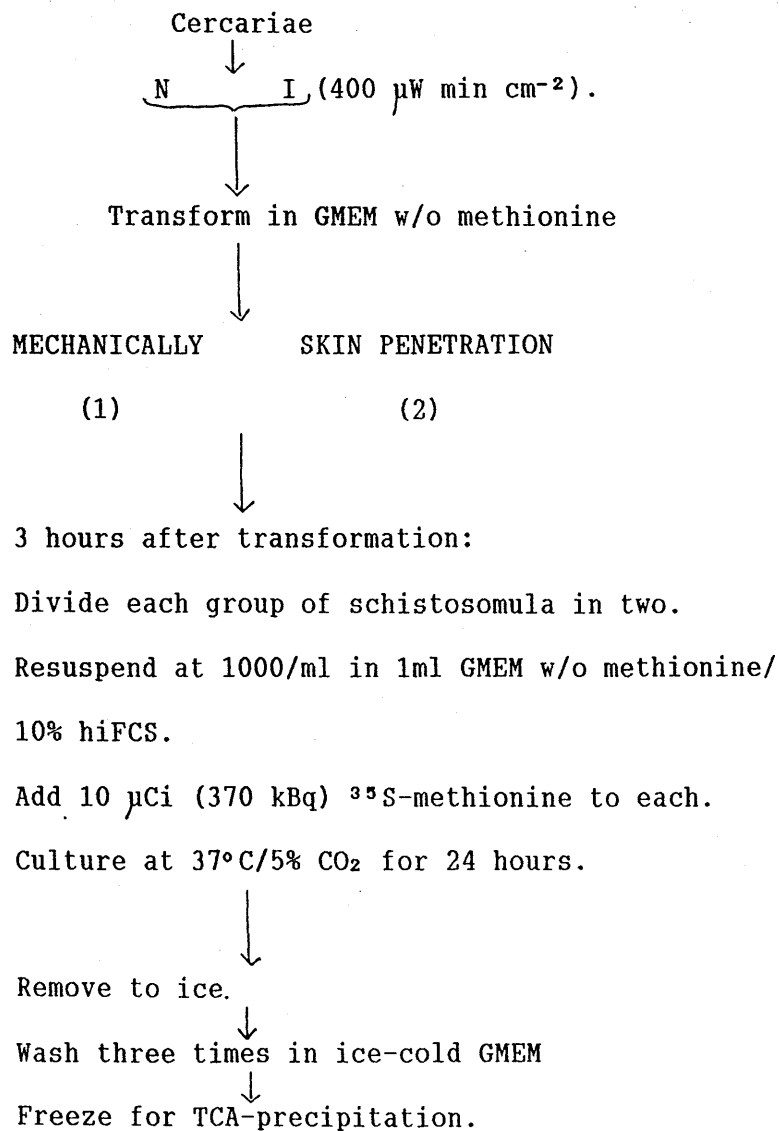 Cercariae
N I (400 µW min cm⁻²).
Transform in GMEM w/o methionine
MECHANICALLY SKIN PENETRATION
(1) (2)
3 hours after transformation:
Divide each group of schistosomula in two.
Resuspend at 1000/ml in 1ml GMEM w/o methionine/
10% hiFCS.
Add 10 µCi (370 kBq) ³⁵S-methionine to each.
Culture at 37°C/5% CO₂ for 24 hours.
Remove to ice.
Wash three times in ice-cold GMEM
Freeze for TCA-precipitation.